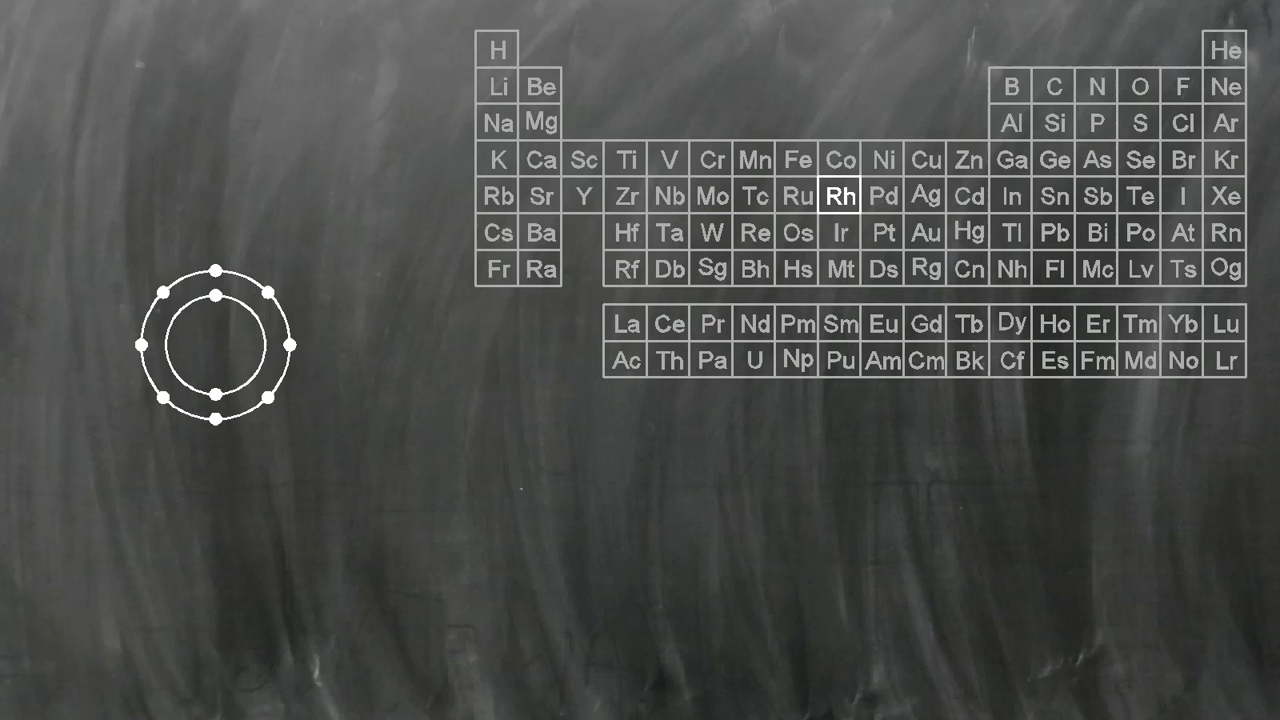 H He
Li Be B C N O F Ne
Na Mg Al Si P S Cl Ar
K Ca Sc Ti V Cr Mn Fe Co Ni Cu Zn Ga Ge As Se Br Kr
Rb Sr Y Zr Nb Mo Tc Ru Rh Pd Ag Cd In Sn Sb Te I Xe
Cs Ba Hf Ta W Re Os Ir Pt Au Hg Tl Pb Bi Po At Rn
Fr Ra Rf Db Sg Bh Hs Mt Ds Rg Cn Nh Fl Mc Lv Ts Og
La Ce Pr Nd Pm Sm Eu Gd Tb Dy Ho Er Tm Yb Lu
Ac Th Pa U Np Pu Am Cm Bk Cf Es Fm Md No Lr